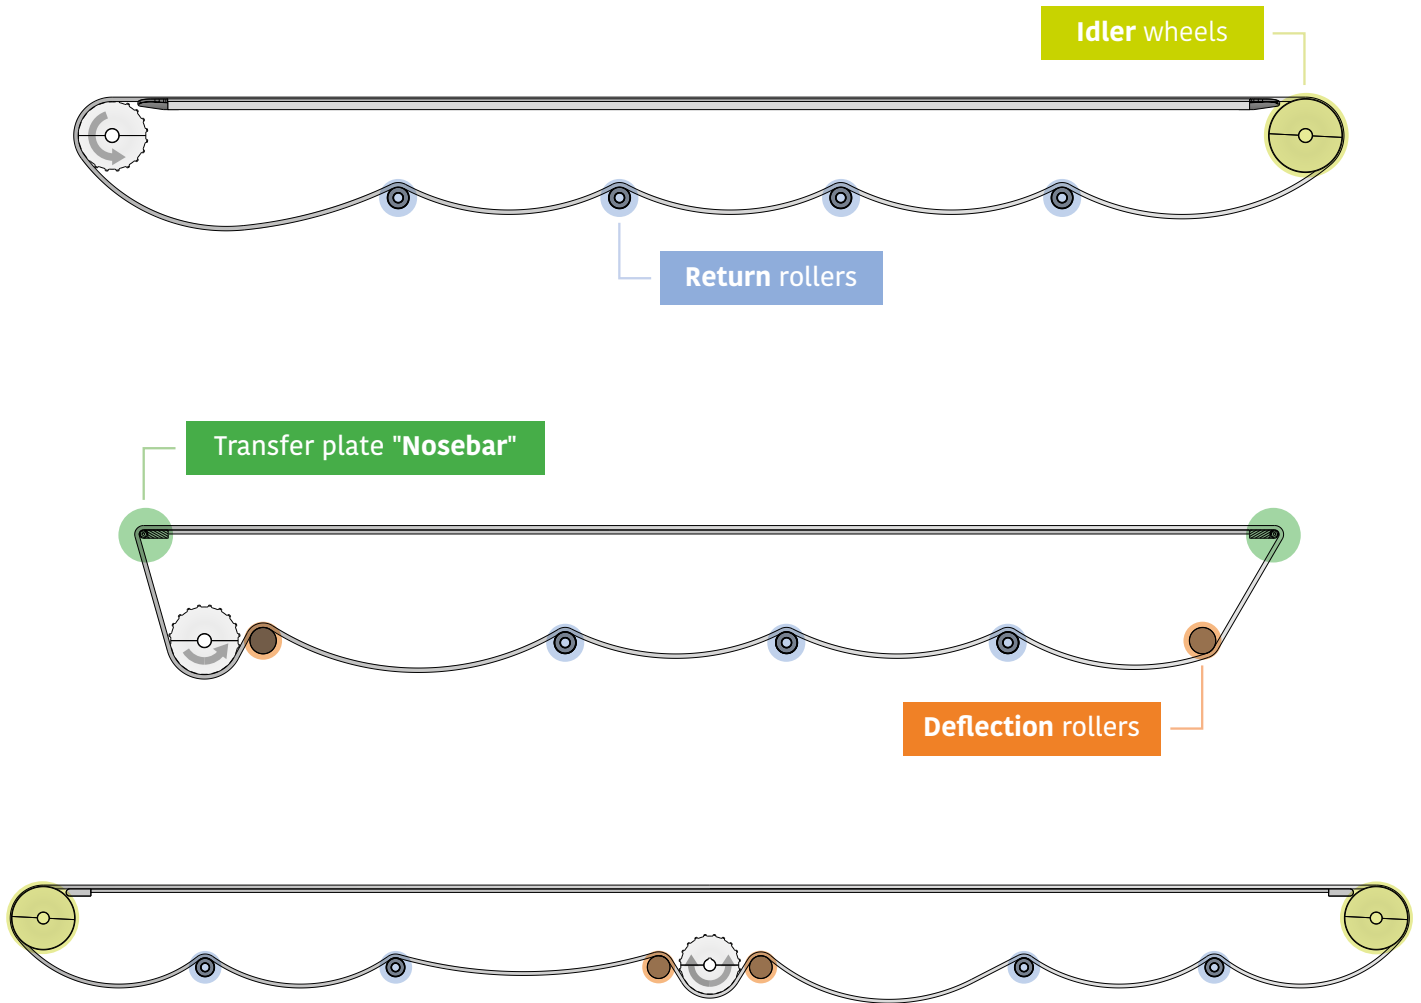 Idler wheels
Return rollers
Transfer plate "Nosebar"
Deflection rollers